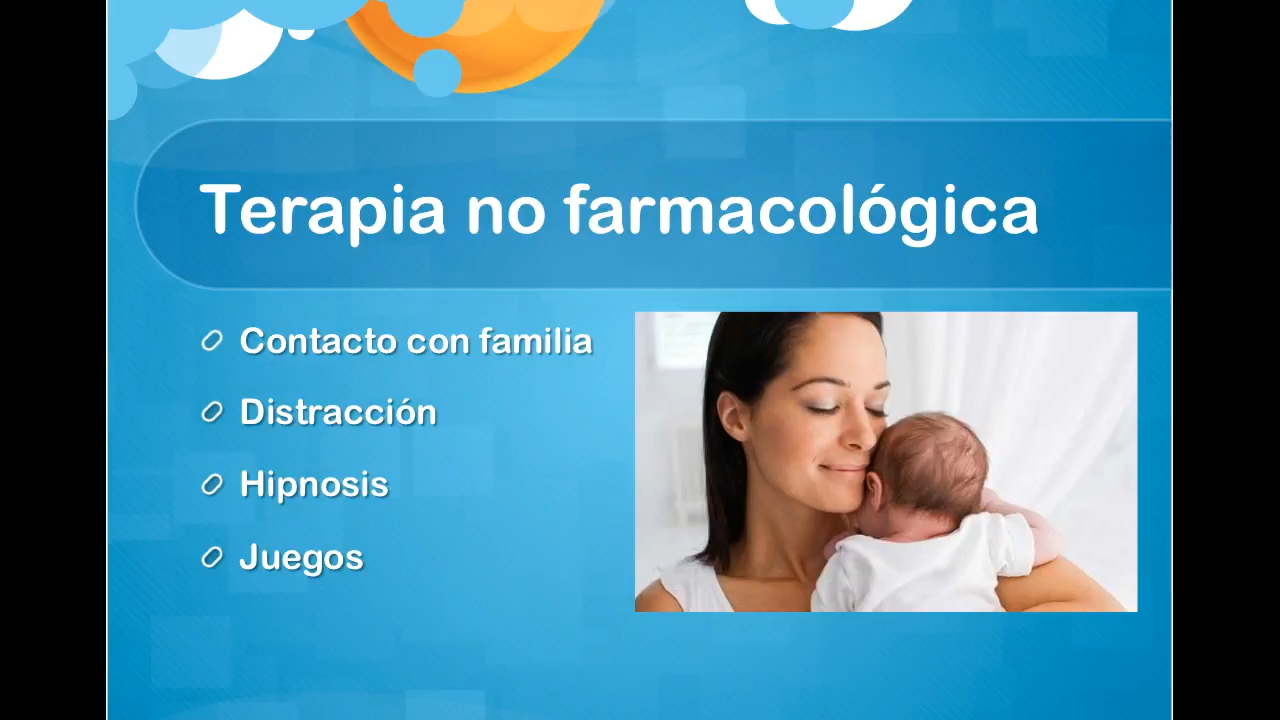 Terapia no farmacológica
Contacto con familia
Distracción
Hipnosis
Juegos